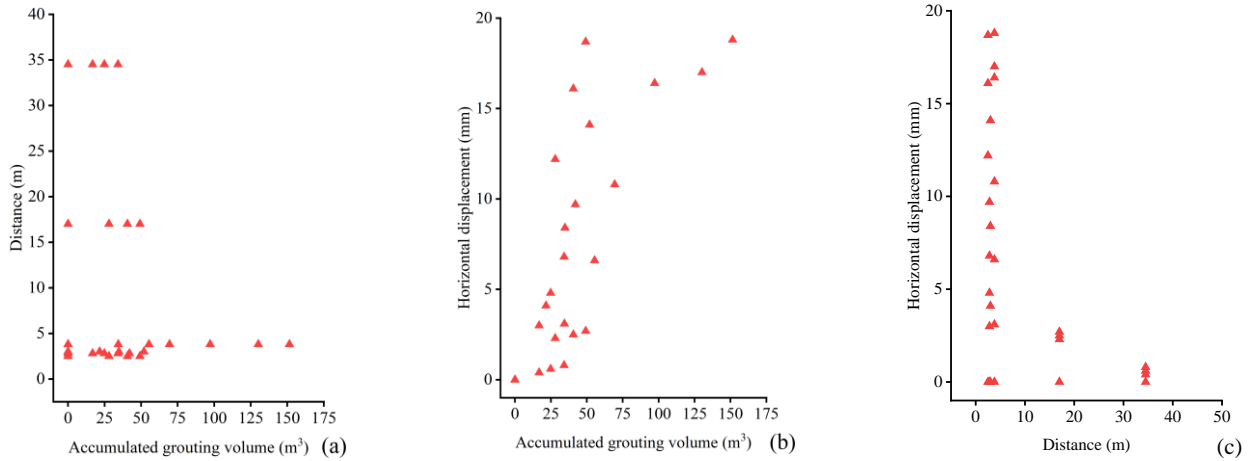 40
35
30
25
20
15
10
5
0
Distance (m)
0 25 50 75 100 125 150 175
Accumulated grouting volume (m³) (a)
20
15
10
5
0
Horizontal displacement (mm)
0 25 50 75 100 125 150 175
Accumulated grouting volume (m³) (b)
20
15
10
5
0
Horizontal displacement (mm)
0 10 20 30 40 50
Distance (m) (c)